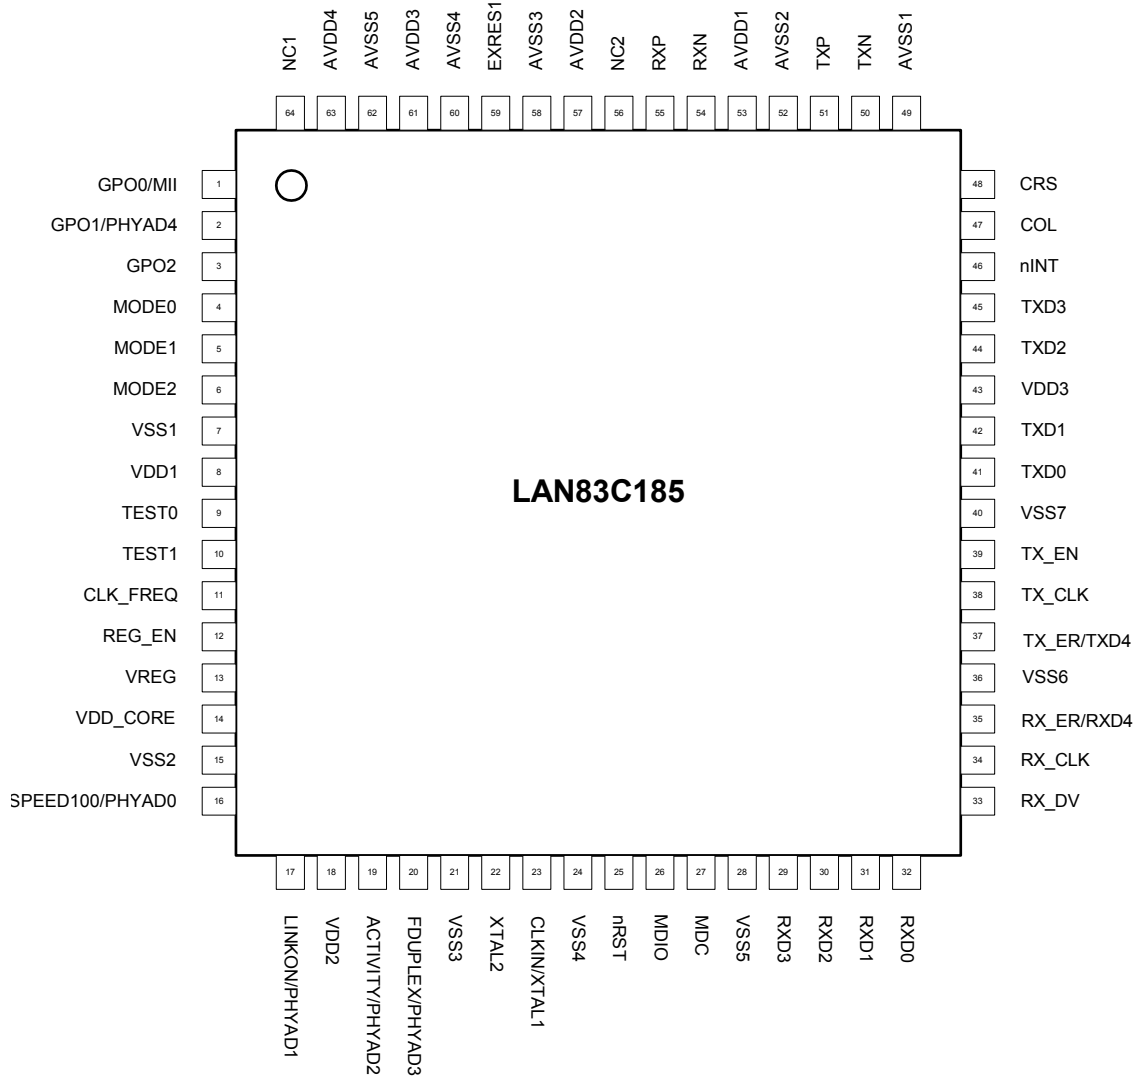 NC1
AVDD4
AVSS5
AVDD3
AVSS4
EXRES1
AVSS3
AVDD2
NC2
RXP
RXN
AVDD1
AVSS2
TXP
TXN
AVSS1
64
63
62
61
60
59
58
57
56
55
54
53
52
51
50
49
GPO0/MII 1
GPO1/PHYAD4 2
GPO2 3
MODE0 4
MODE1 5
MODE2 6
VSS1 7
VDD1 8
TEST0 9
TEST1 10
CLK_FREQ 11
REG_EN 12
VREG 13
VDD_CORE 14
VSS2 15
SPEED100/PHYAD0 16
LAN83C185
48 CRS
47 COL
46 nINT
45 TXD3
44 TXD2
43 VDD3
42 TXD1
41 TXD0
40 VSS7
39 TX_EN
38 TX_CLK
37 TX_ER/TXD4
36 VSS6
35 RX_ER/RXD4
34 RX_CLK
33 RX_DV
17
18
19
20
21
22
23
24
25
26
27
28
29
30
31
32
LINKON/PHYAD1
VDD2
ACTIVITY/PHYAD2
FDUPLEX/PHYAD3
VSS3
XTAL2
CLKIN/XTAL1
VSS4
nRST
MDIO
MDC
VSS5
RXD3
RXD2
RXD1
RXD0